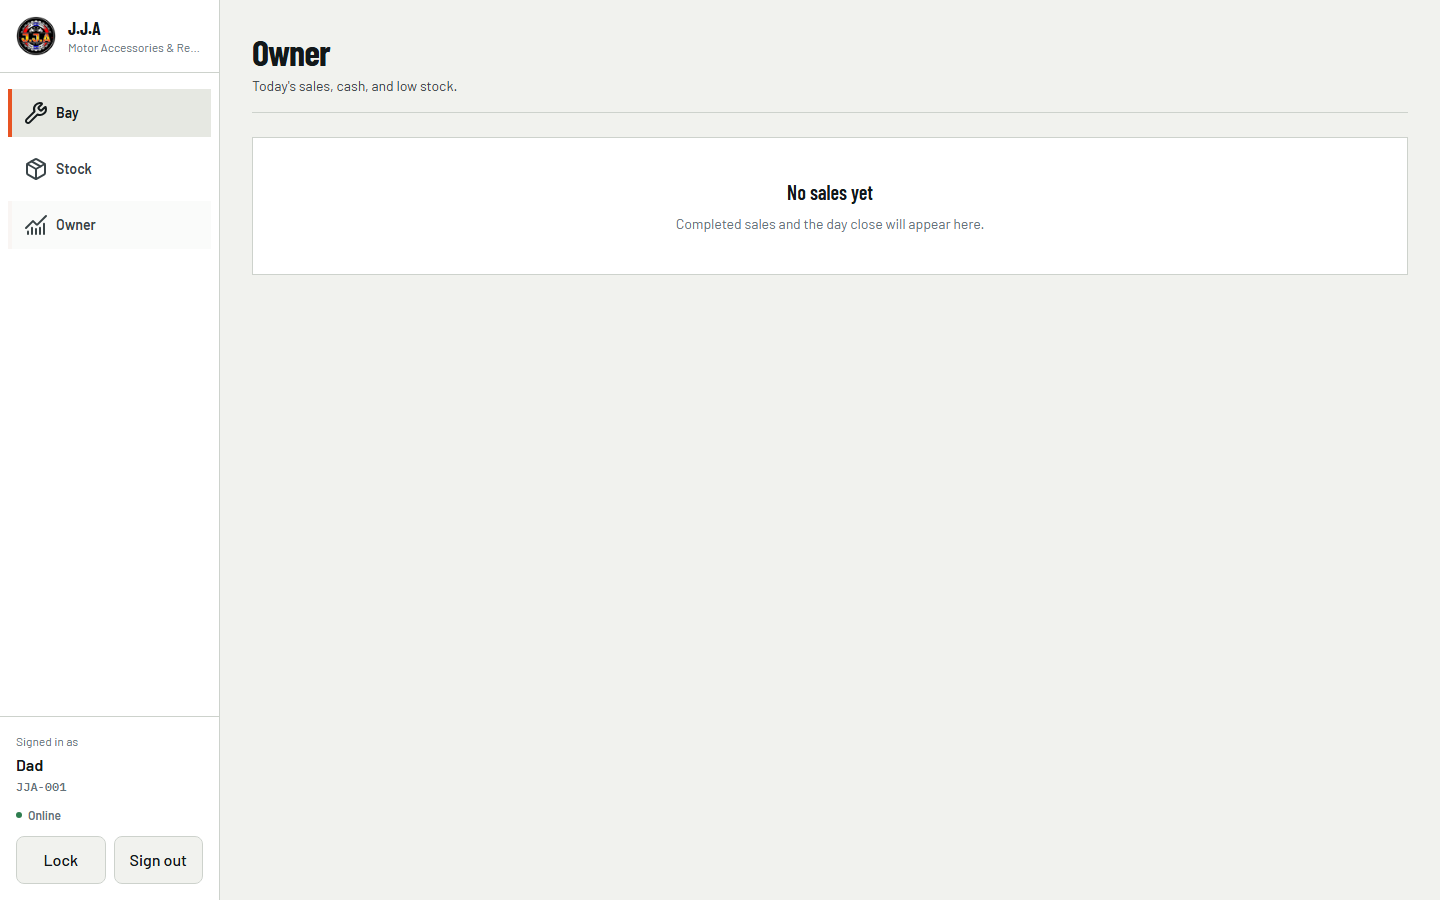 J.J.A
J.J.A
Motor Accessories & Re...
Bay
Stock
Owner
Signed in as
Dad
JJA-001
Online
Lock
Sign out
Owner
Today's sales, cash, and low stock.
No sales yet
Completed sales and the day close will appear here.